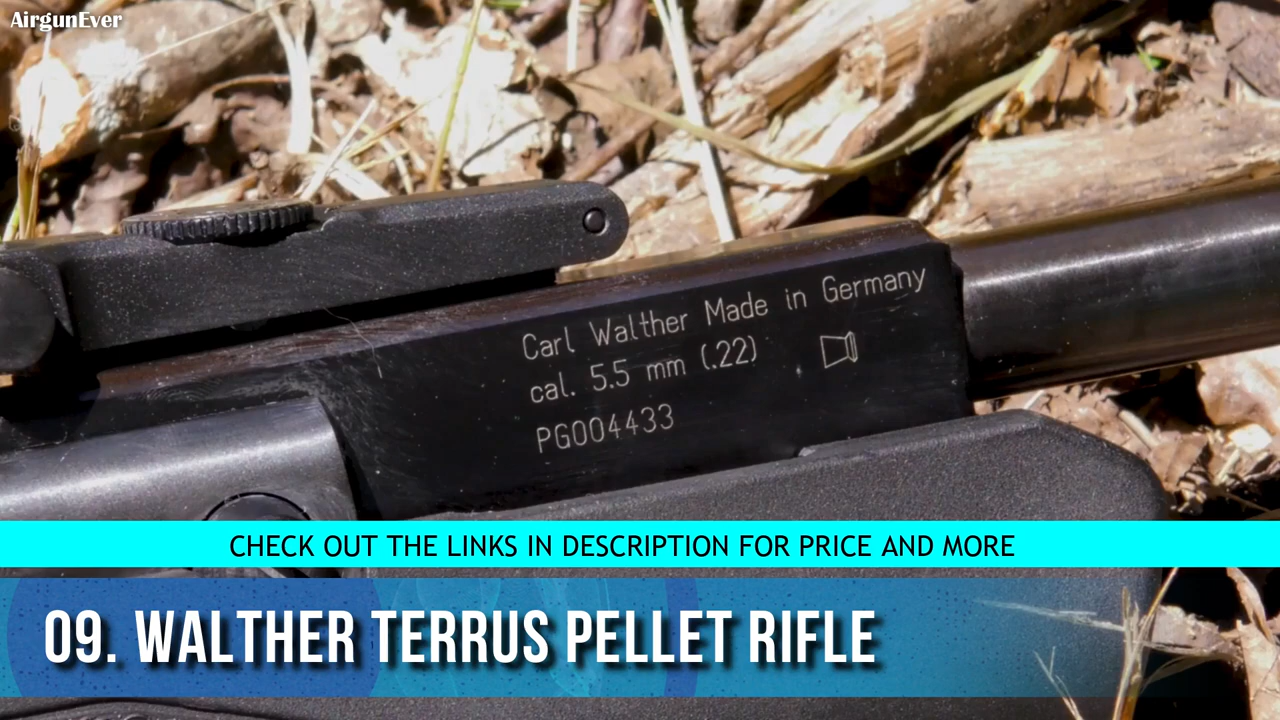 AirgunEver
Carl Walther Made in Germany
cal. 5.5 mm (.22)
PG004433
CHECK OUT THE LINKS IN DESCRIPTION FOR PRICE AND MORE
09. WALTHER TERRUS PELLET RIFLE